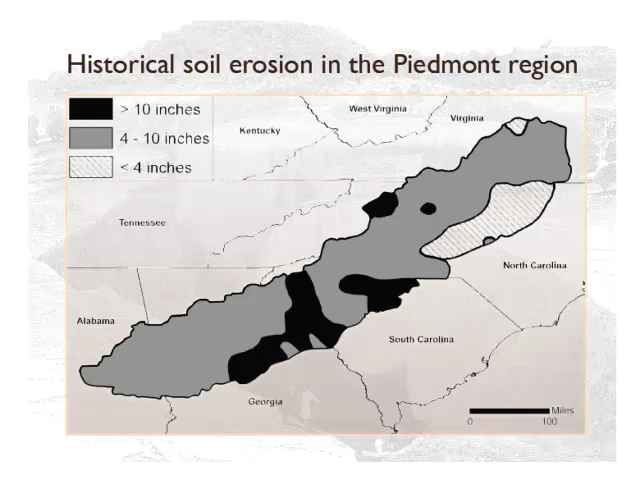 Historical soil erosion in the Piedmont region
> 10 inches
4 - 10 inches
< 4 inches
West Virginia
Virginia
Kentucky
Tennessee
North Carolina
Alabama
South Carolina
Georgia
Miles
0 100